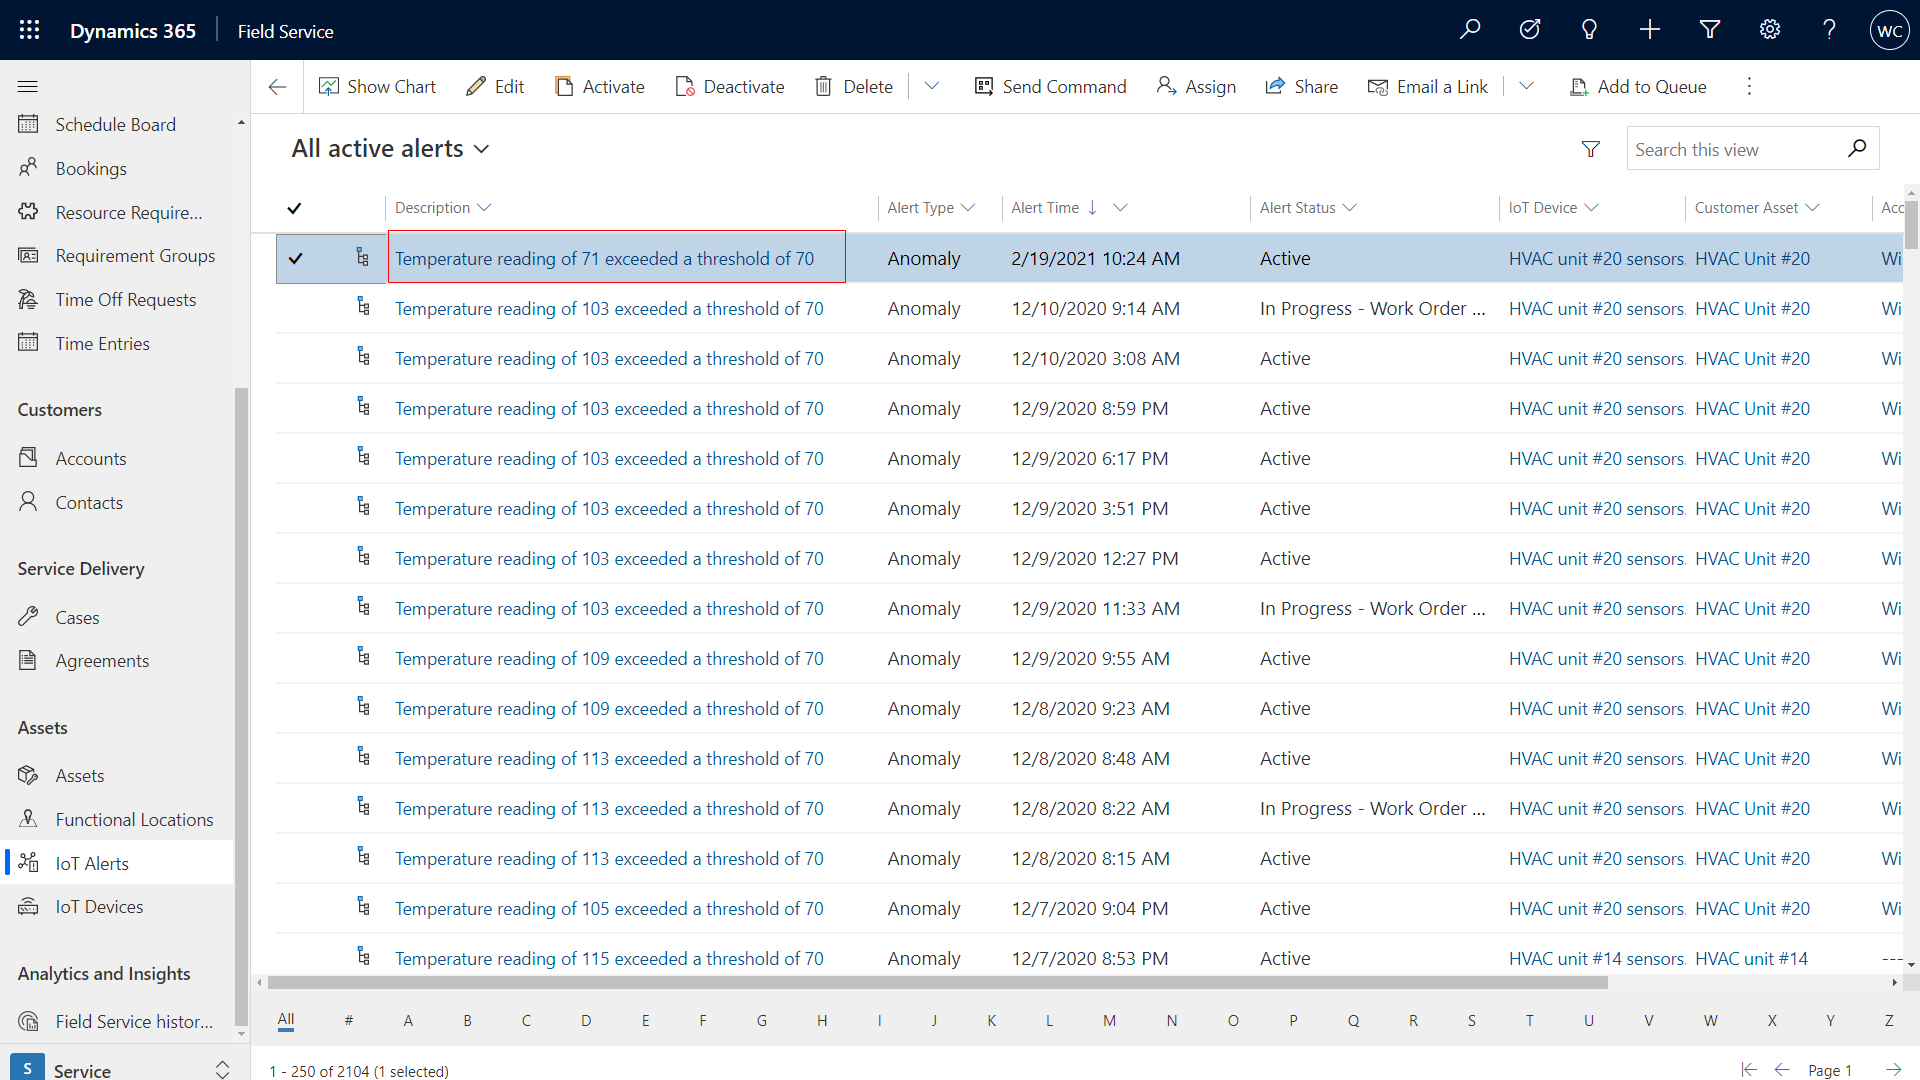 Dynamics 365 Field Service WC
Show Chart Edit Activate Deactivate Delete Send Command Assign Share Email a Link Add to Queue
Schedule Board
Bookings
Resource Require...
Requirement Groups
Time Off Requests
Time Entries
Customers
Accounts
Contacts
Service Delivery
Cases
Agreements
Assets
Assets
Functional Locations
IoT Alerts
IoT Devices
Analytics and Insights
Field Service histor...
S Service
All active alerts Search this view
Description Alert Type Alert Time Alert Status IoT Device Customer Asset Acc
Temperature reading of 71 exceeded a threshold of 70 Anomaly 2/19/2021 10:24 AM Active HVAC unit #20 sensors. HVAC Unit #20 Wi
Temperature reading of 103 exceeded a threshold of 70 Anomaly 12/10/2020 9:14 AM In Progress - Work Order ... HVAC unit #20 sensors. HVAC Unit #20 Wi
Temperature reading of 103 exceeded a threshold of 70 Anomaly 12/10/2020 3:08 AM Active HVAC unit #20 sensors. HVAC Unit #20 Wi
Temperature reading of 103 exceeded a threshold of 70 Anomaly 12/9/2020 8:59 PM Active HVAC unit #20 sensors. HVAC Unit #20 Wi
Temperature reading of 103 exceeded a threshold of 70 Anomaly 12/9/2020 6:17 PM Active HVAC unit #20 sensors. HVAC Unit #20 Wi
Temperature reading of 103 exceeded a threshold of 70 Anomaly 12/9/2020 3:51 PM Active HVAC unit #20 sensors. HVAC Unit #20 Wi
Temperature reading of 103 exceeded a threshold of 70 Anomaly 12/9/2020 12:27 PM Active HVAC unit #20 sensors. HVAC Unit #20 Wi
Temperature reading of 103 exceeded a threshold of 70 Anomaly 12/9/2020 11:33 AM In Progress - Work Order ... HVAC unit #20 sensors. HVAC Unit #20 Wi
Temperature reading of 109 exceeded a threshold of 70 Anomaly 12/9/2020 9:55 AM Active HVAC unit #20 sensors. HVAC Unit #20 Wi
Temperature reading of 109 exceeded a threshold of 70 Anomaly 12/8/2020 9:23 AM Active HVAC unit #20 sensors. HVAC Unit #20 Wi
Temperature reading of 113 exceeded a threshold of 70 Anomaly 12/8/2020 8:48 AM Active HVAC unit #20 sensors. HVAC Unit #20 Wi
Temperature reading of 113 exceeded a threshold of 70 Anomaly 12/8/2020 8:22 AM In Progress - Work Order ... HVAC unit #20 sensors. HVAC Unit #20 Wi
Temperature reading of 113 exceeded a threshold of 70 Anomaly 12/8/2020 8:15 AM Active HVAC unit #20 sensors. HVAC Unit #20 Wi
Temperature reading of 105 exceeded a threshold of 70 Anomaly 12/7/2020 9:04 PM Active HVAC unit #20 sensors. HVAC Unit #20 Wi
Temperature reading of 115 exceeded a threshold of 70 Anomaly 12/7/2020 8:53 PM Active HVAC unit #14 sensors. HVAC unit #14 ---
All # A B C D E F G H I J K L M N O P Q R S T U V W X Y Z
1 - 250 of 2104 (1 selected) Page 1